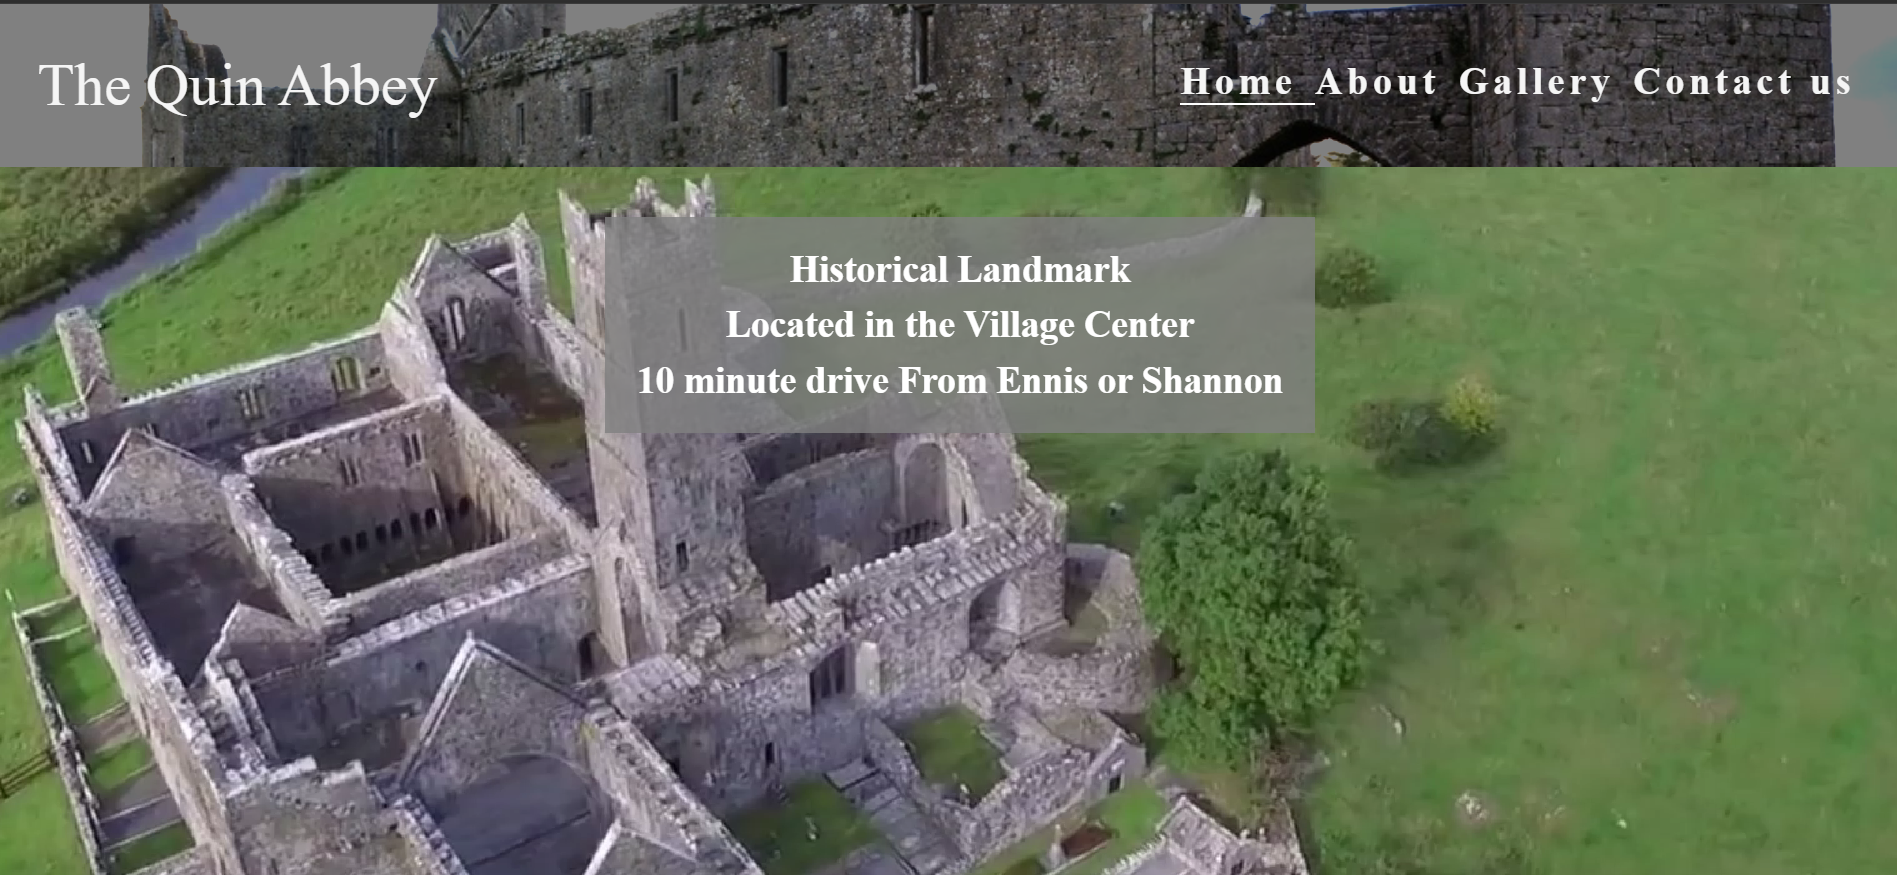 The Quin Abbey
Home About Gallery Contact us
Historical Landmark
Located in the Village Center
10 minute drive From Ennis or Shannon